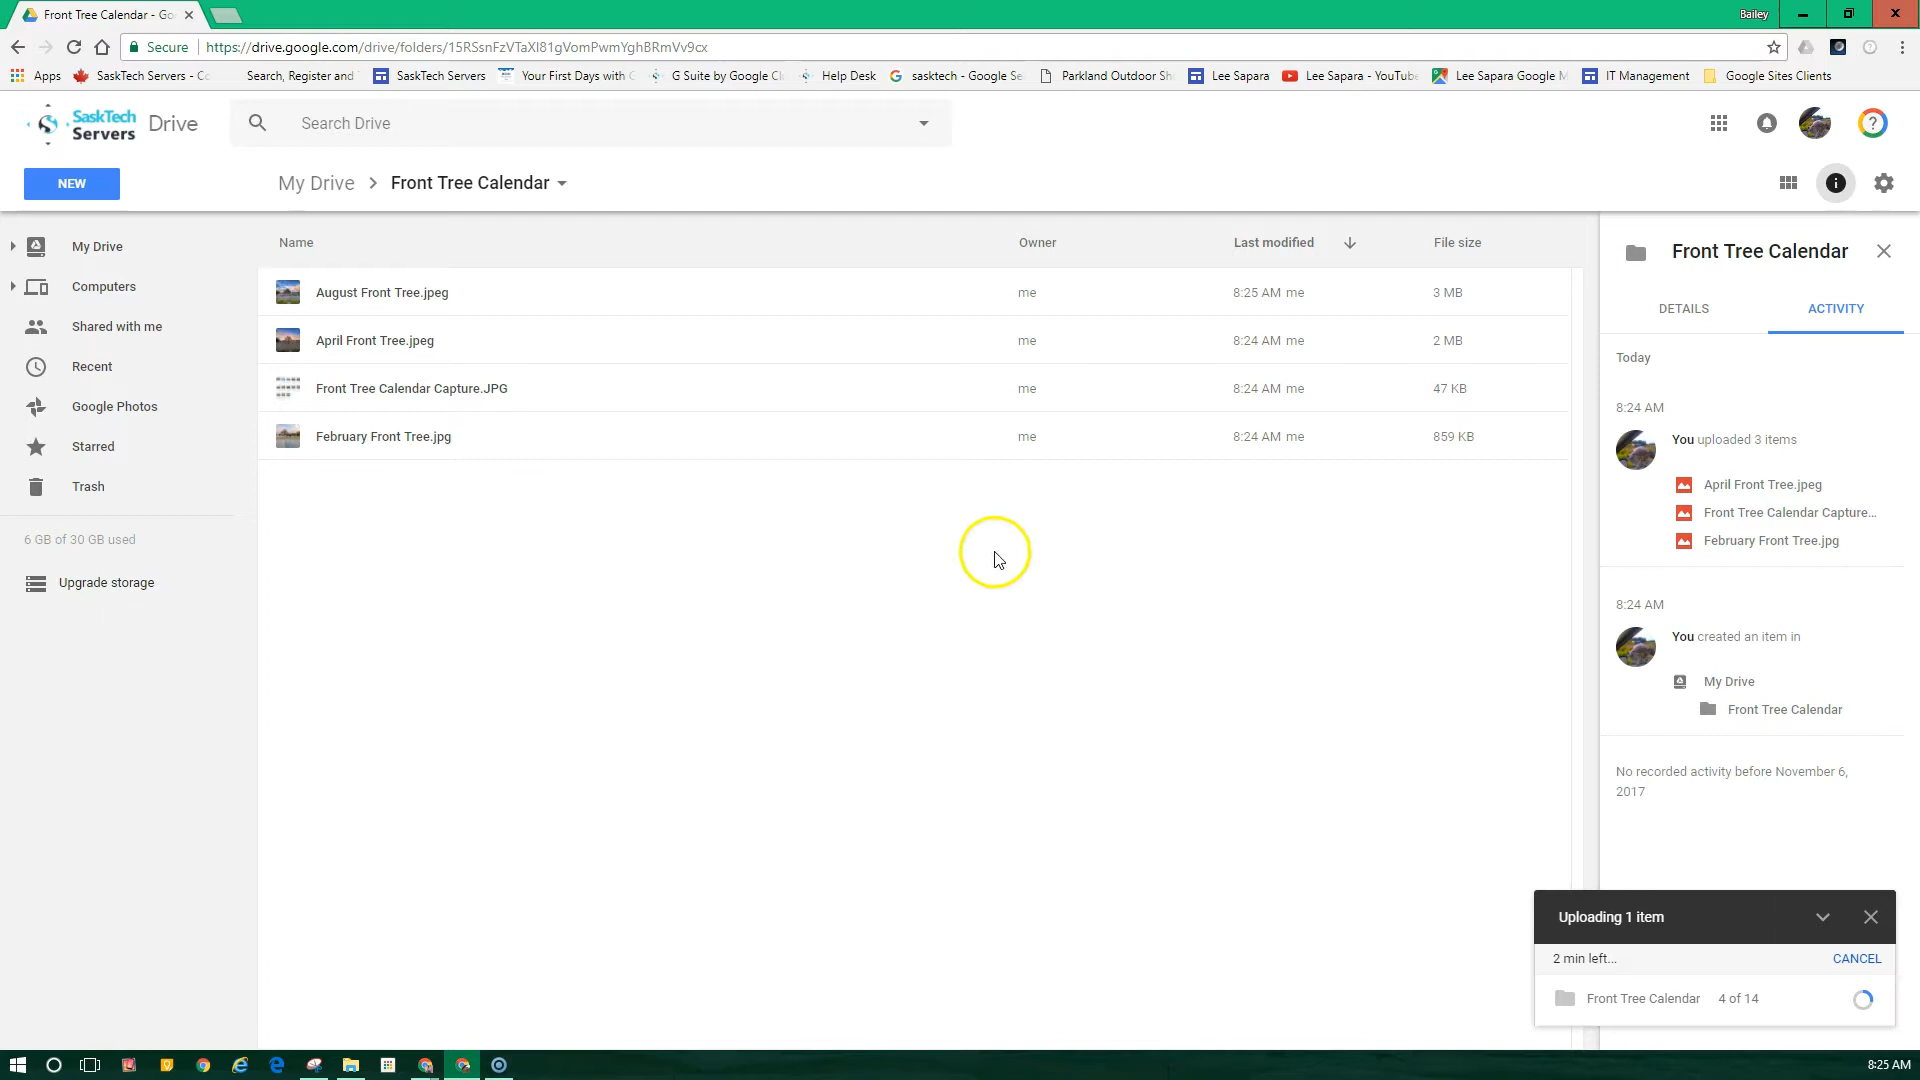 Front Tree Calendar - Go
Bailey
Secure
https://drive.google.com/drive/folders/15RSsnFzVTaXl81gVomPwmYghBRmVv9cx
Apps
SaskTech Servers - Co
Search, Register and
SaskTech Servers
Your First Days with G
G Suite by Google Cl
Help Desk
sasktech - Google Se
Parkland Outdoor Sh
Lee Sapara
Lee Sapara - YouTube
Lee Sapara Google M
IT Management
Google Sites Clients
SaskTech
Servers
Drive
Search Drive
?
NEW
My Drive
Front Tree Calendar
My Drive
Computers
Shared with me
Recent
Google Photos
Starred
Trash
6 GB of 30 GB used
Upgrade storage
Name
Owner
Last modified
File size
August Front Tree.jpeg
me
8:25 AM me
3 MB
April Front Tree.jpeg
me
8:24 AM me
2 MB
Front Tree Calendar Capture.JPG
me
8:24 AM me
47 KB
February Front Tree.jpg
me
8:24 AM me
859 KB
Front Tree Calendar
DETAILS
ACTIVITY
Today
8:24 AM
You uploaded 3 items
April Front Tree.jpeg
Front Tree Calendar Capture...
February Front Tree.jpg
8:24 AM
You created an item in
My Drive
Front Tree Calendar
No recorded activity before November 6,
2017
Uploading 1 item
2 min left...
CANCEL
Front Tree Calendar
4 of 14
8:25 AM